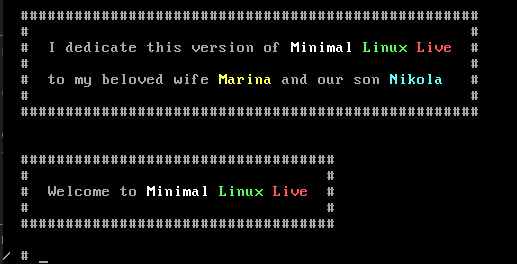 ###################################################
#                                                 #
#  I dedicate this version of Minimal Linux Live  #
#                                                 #
#  to my beloved wife Marina and our son Nikola   #
#                                                 #
###################################################
###################################
#                                 #
#  Welcome to Minimal Linux Live  #
#                                 #
###################################
/ # _